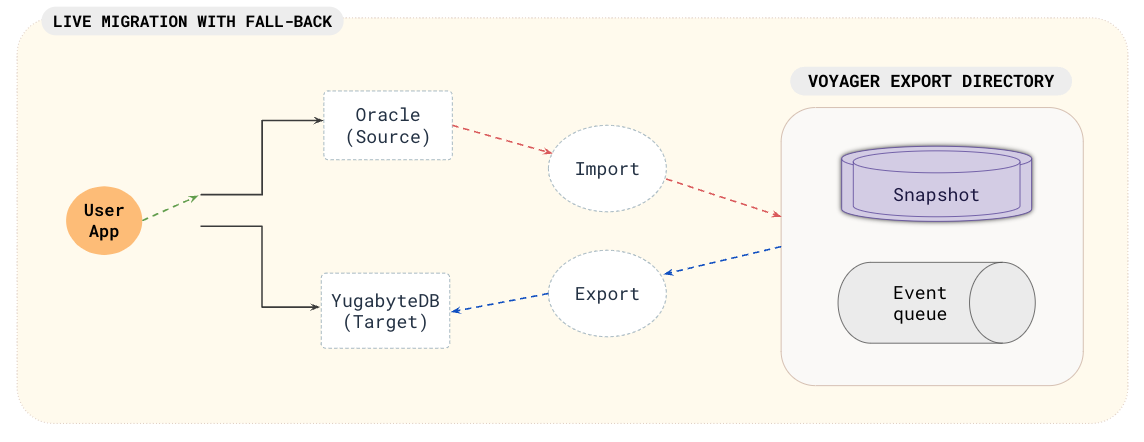 LIVE MIGRATION WITH FALL-BACK
VOYAGER EXPORT DIRECTORY
Oracle
(Source)
Import
Snapshot
User
App
YugabyteDB
(Target)
Export
Event
queue